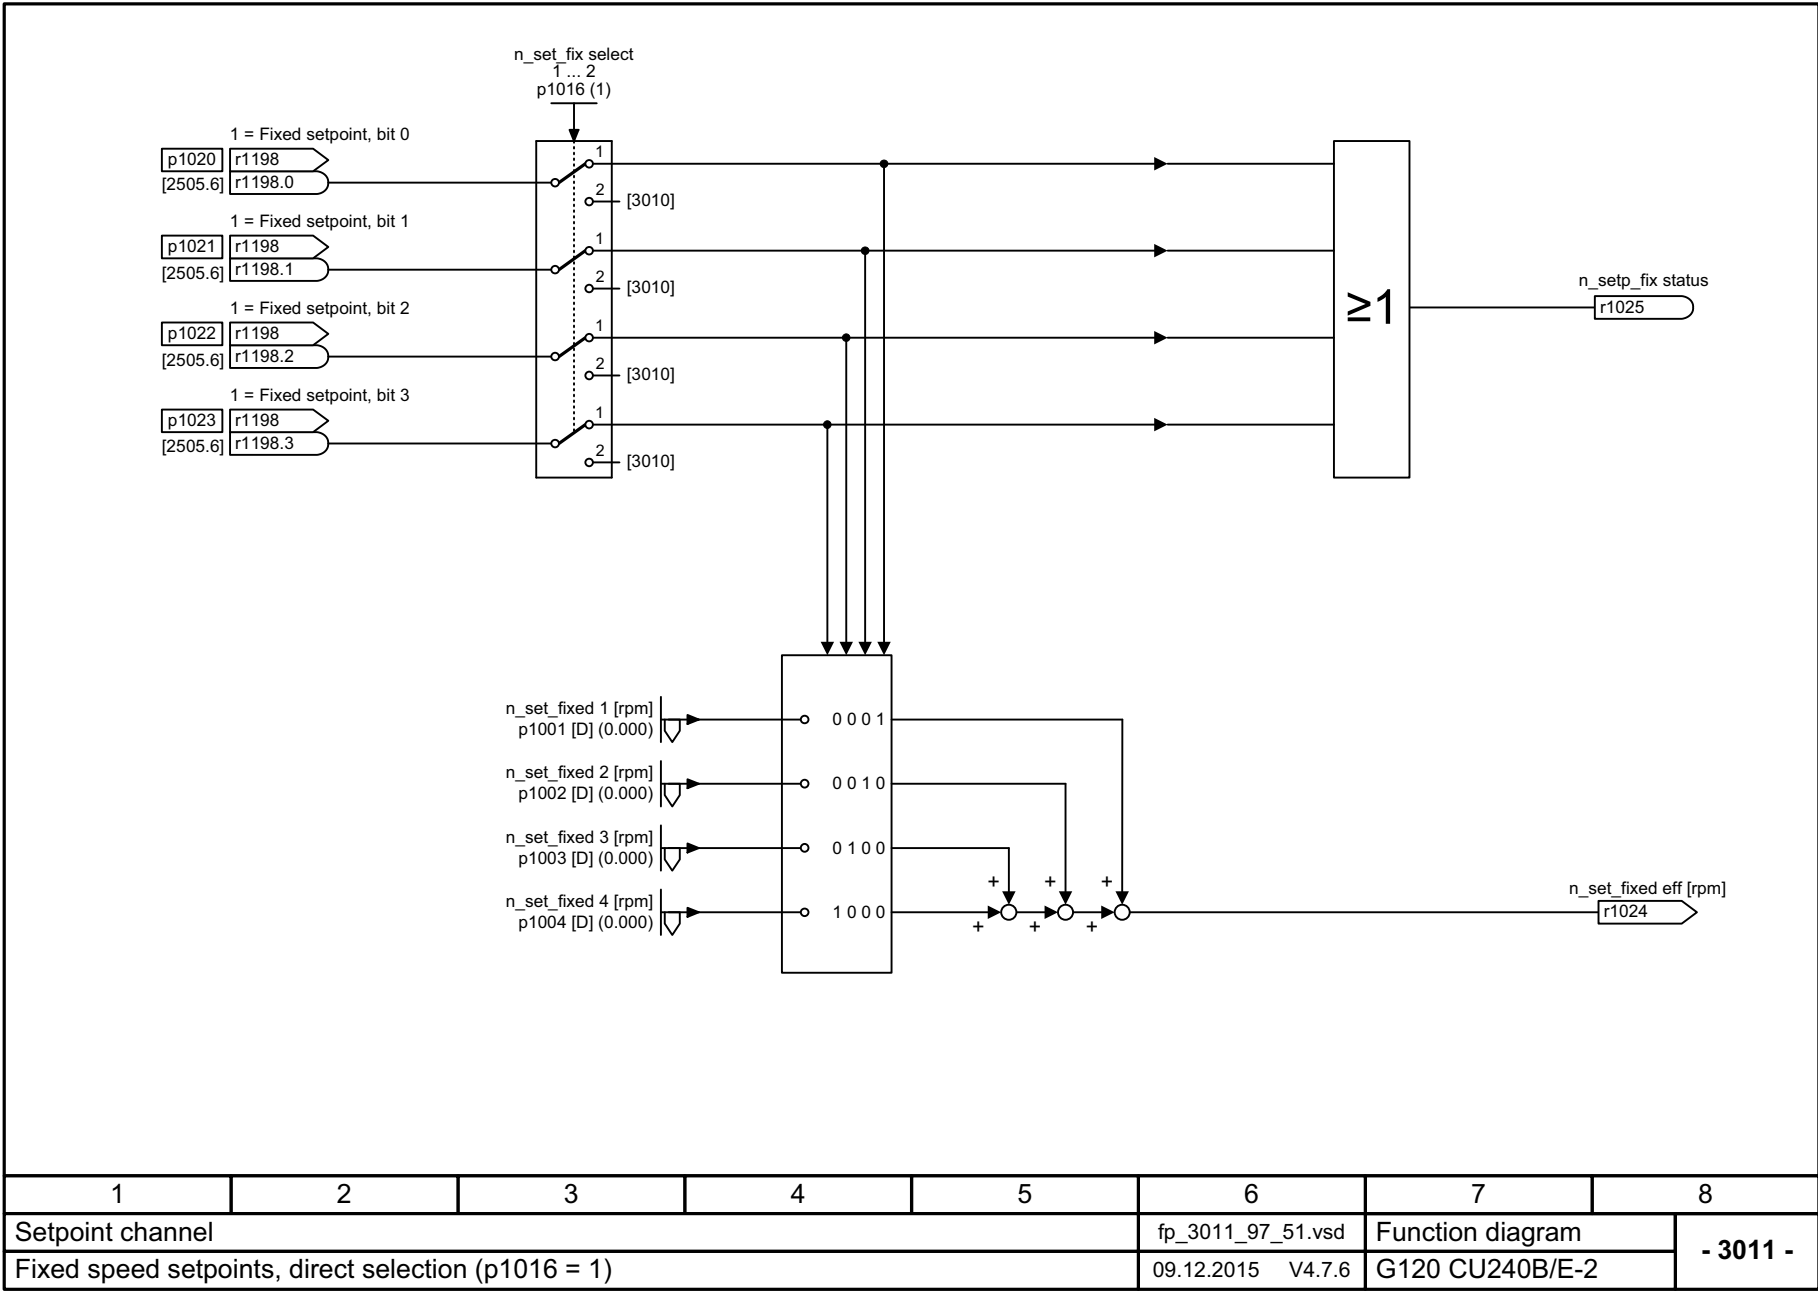 n_set_fix select
1 ... 2
p1016 (1)
1 = Fixed setpoint, bit 0
p1020 r1198
[2505.6] r1198.0
1
2
[3010]
1 = Fixed setpoint, bit 1
p1021 r1198
[2505.6] r1198.1
1
2
[3010]
1 = Fixed setpoint, bit 2
p1022 r1198
[2505.6] r1198.2
1
2
[3010]
1 = Fixed setpoint, bit 3
p1023 r1198
[2505.6] r1198.3
1
2
[3010]
≥1
n_setp_fix status
r1025
n_set_fixed 1 [rpm]
p1001 [D] (0.000)
0 0 0 1
n_set_fixed 2 [rpm]
p1002 [D] (0.000)
0 0 1 0
n_set_fixed 3 [rpm]
p1003 [D] (0.000)
0 1 0 0
n_set_fixed 4 [rpm]
p1004 [D] (0.000)
1 0 0 0
+ + +
+ + +
n_set_fixed eff [rpm]
r1024
1 2 3 4 5 6 7 8
Setpoint channel
fp_3011_97_51.vsd
Function diagram
- 3011 -
Fixed speed setpoints, direct selection (p1016 = 1)
09.12.2015 V4.7.6
G120 CU240B/E-2